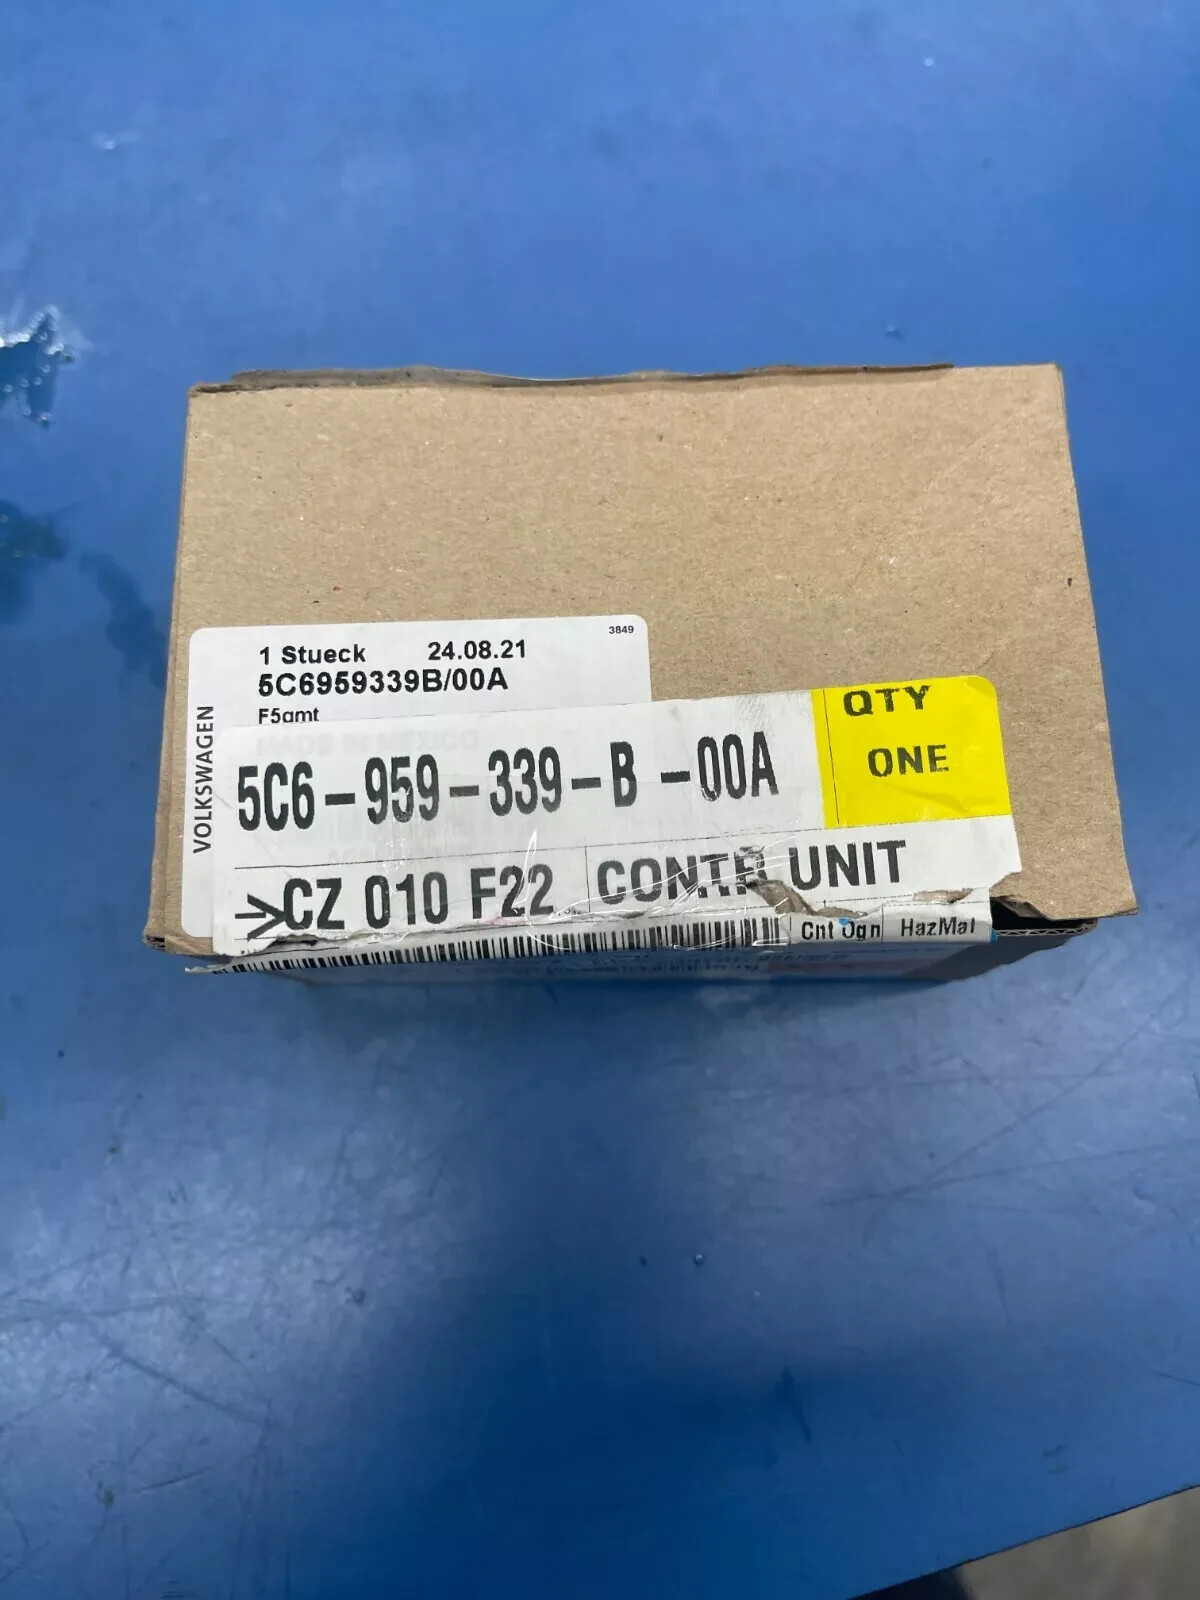 3849
1 Stueck 24.08.21
5C6959339B/00A
F5gmt
VOLKSWAGEN
QTY
ONE
5C6-959-339-B-00A
CZ 010 F22 CONTR UNIT
Cnt Ogn HazMat